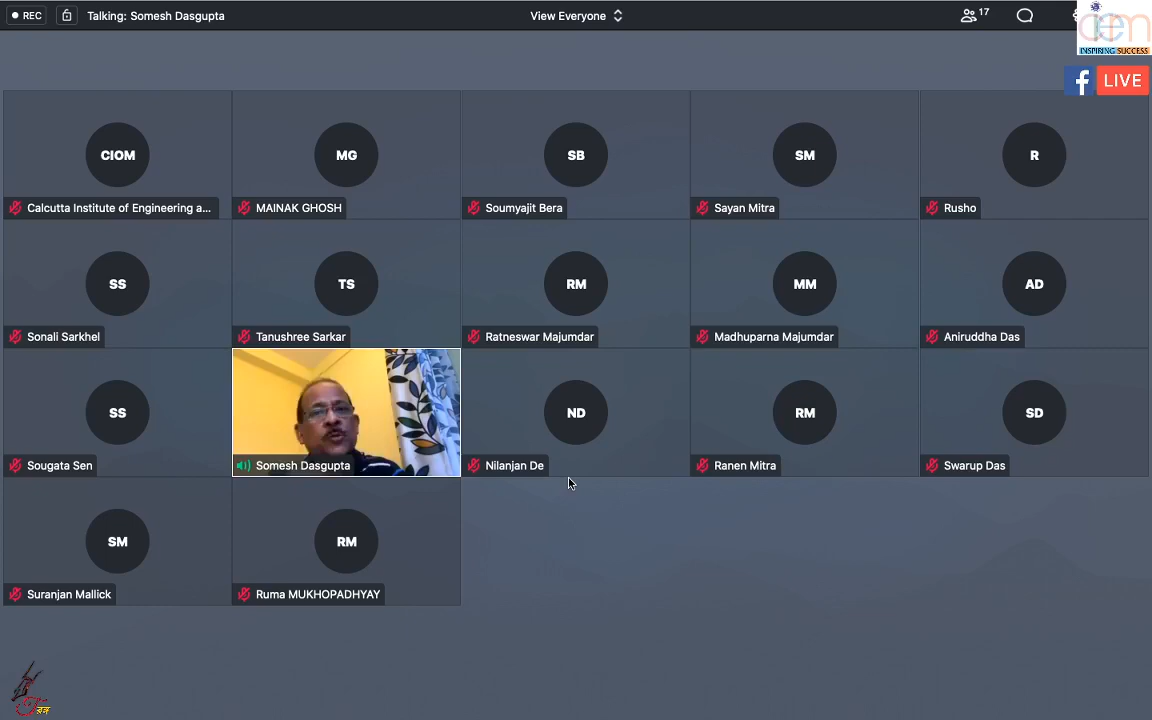 REC
Talking: Somesh Dasgupta
View Everyone
17
INSPIRING SUCCESS
f LIVE
CIOM
Calcutta Institute of Engineering a...
MG
MAINAK GHOSH
SB
Soumyajit Bera
SM
Sayan Mitra
R
Rusho
SS
Sonali Sarkhel
TS
Tanushree Sarkar
RM
Ratneswar Majumdar
MM
Madhuparna Majumdar
AD
Aniruddha Das
SS
Sougata Sen
Somesh Dasgupta
ND
Nilanjan De
RM
Ranen Mitra
SD
Swarup Das
SM
Suranjan Mallick
RM
Ruma MUKHOPADHYAY